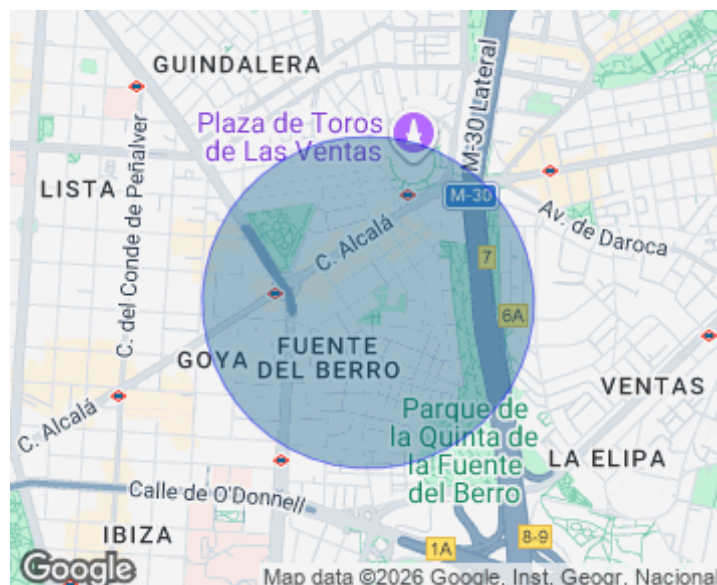 GUINDALERA
Plaza de Toros
de Las Ventas
M-30 Lateral
LISTA
C. del Conde de Peñalver
M-30
Av. de Daroca
C. Alcalá
7
6A
GOYA
FUENTE
DEL BERRO
VENTAS
C. Alcalá
Parque de
la Quinta de
la Fuente
del Berro
LA ELIPA
Calle de O'Donnell
IBIZA
1A
8-9
Google
Map data ©2026 Google, Inst. Geogr. Nacional